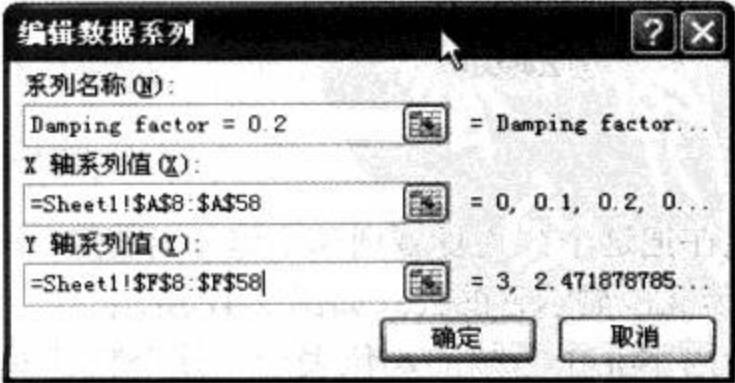 编辑数据系列
系列名称(N):
Damping factor = 0.2 = Damping factor...
X 轴系列值(X):
=Sheet1!$A$8:$A$58 = 0, 0.1, 0.2, 0...
Y 轴系列值(Y):
=Sheet1!$F$8:$F$58 = 3, 2.471878785...
确定 取消